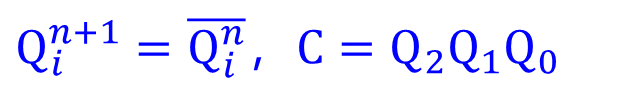 $Q_i^{n+1} = \overline{Q_i^n}, \; C = Q_2Q_1Q_0$